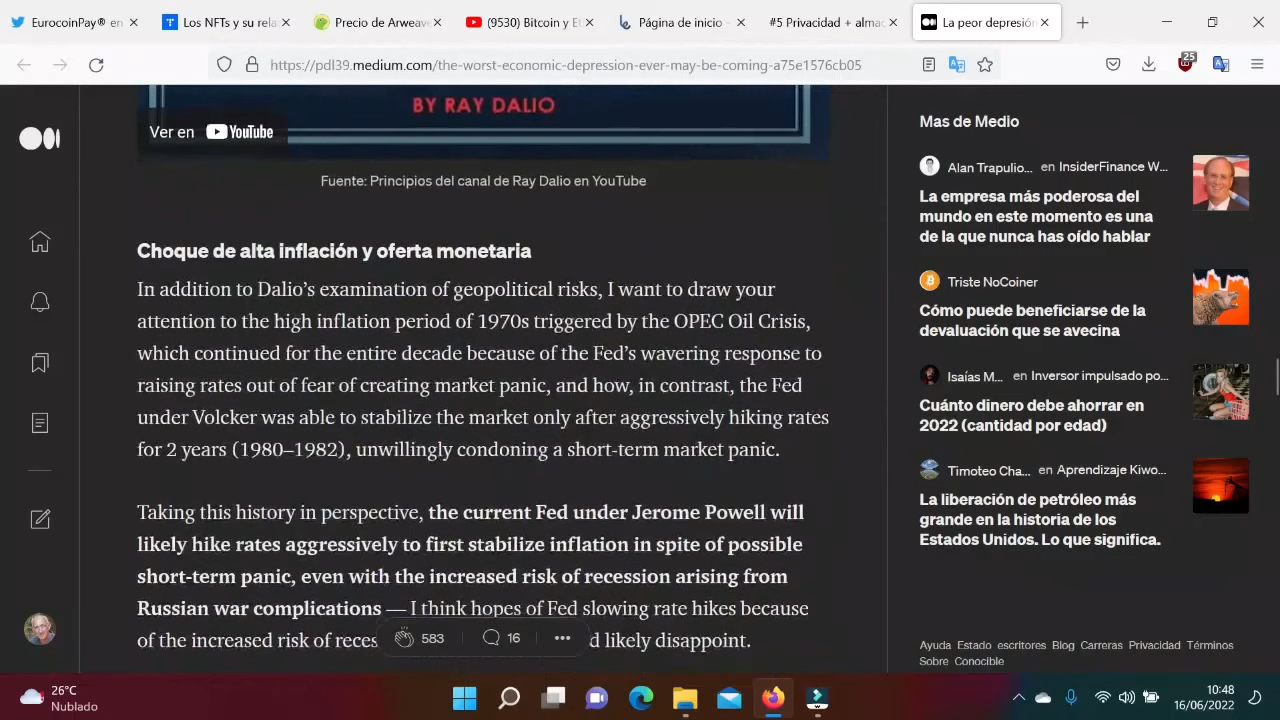 EurocoinPay® en
Los NFTs y su rela
Precio de Arweave
(9530) Bitcoin y E
Página de inicio -
#5 Privacidad + alma
La peor depresión
https://pdl39.medium.com/the-worst-economic-depression-ever-may-be-coming-a75e1576cb05
25
BY RAY DALIO
Ver en YouTube
Fuente: Principios del canal de Ray Dalio en YouTube
Choque de alta inflación y oferta monetaria
In addition to Dalio’s examination of geopolitical risks, I want to draw your
attention to the high inflation period of 1970s triggered by the OPEC Oil Crisis,
which continued for the entire decade because of the Fed’s wavering response to
raising rates out of fear of creating market panic, and how, in contrast, the Fed
under Volcker was able to stabilize the market only after aggressively hiking rates
for 2 years (1980–1982), unwillingly condoning a short-term market panic.
Taking this history in perspective, the current Fed under Jerome Powell will
likely hike rates aggressively to first stabilize inflation in spite of possible
short-term panic, even with the increased risk of recession arising from
Russian war complications — I think hopes of Fed slowing rate hikes because
of the increased risk of reces d likely disappoint.
583 16
Mas de Medio
Alan Trapulio... en InsiderFinance W...
La empresa más poderosa del
mundo en este momento es una
de la que nunca has oído hablar
Triste NoCoiner
Cómo puede beneficiarse de la
devaluación que se avecina
Isaías M... en Inversor impulsado po...
Cuánto dinero debe ahorrar en
2022 (cantidad por edad)
Timoteo Cha... en Aprendizaje Kiwo...
La liberación de petróleo más
grande en la historia de los
Estados Unidos. Lo que significa.
Ayuda Estado escritores Blog Carreras Privacidad Términos
Sobre Conocible
26°C
Nublado
10:48
16/06/2022